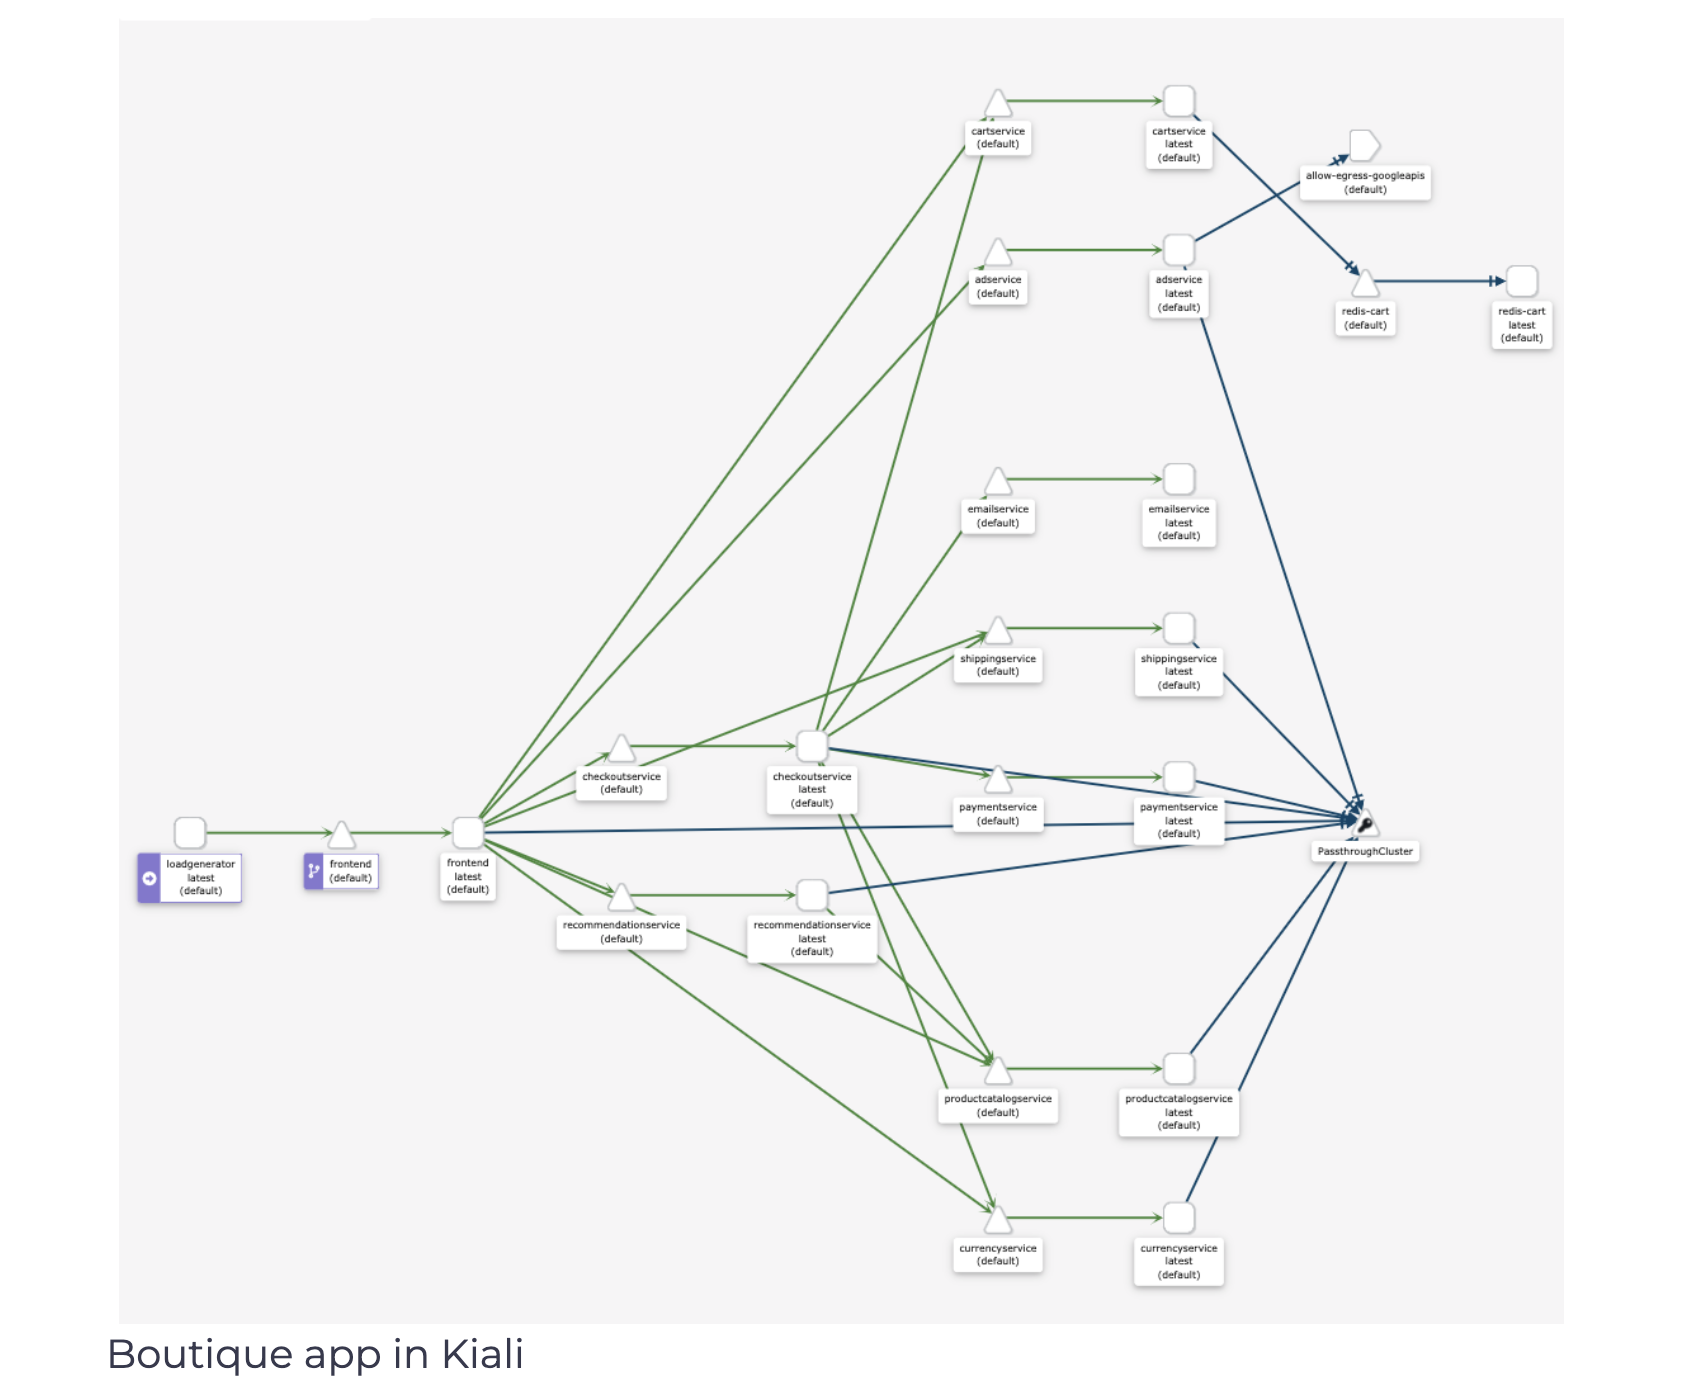 cartservice
(default)
cartservice
latest
(default)
allow-egress-googleapis
(default)
adservice
(default)
adservice
latest
(default)
redis-cart
(default)
redis-cart
latest
(default)
emailservice
(default)
emailservice
latest
(default)
shippingservice
(default)
shippingservice
latest
(default)
checkoutservice
(default)
checkoutservice
latest
(default)
paymentservice
(default)
paymentservice
latest
(default)
PassthroughCluster
loadgenerator
latest
(default)
frontend
(default)
frontend
latest
(default)
recommendationservice
(default)
recommendationservice
latest
(default)
productcatalogservice
(default)
productcatalogservice
latest
(default)
currencyservice
(default)
currencyservice
latest
(default)
Boutique app in Kiali